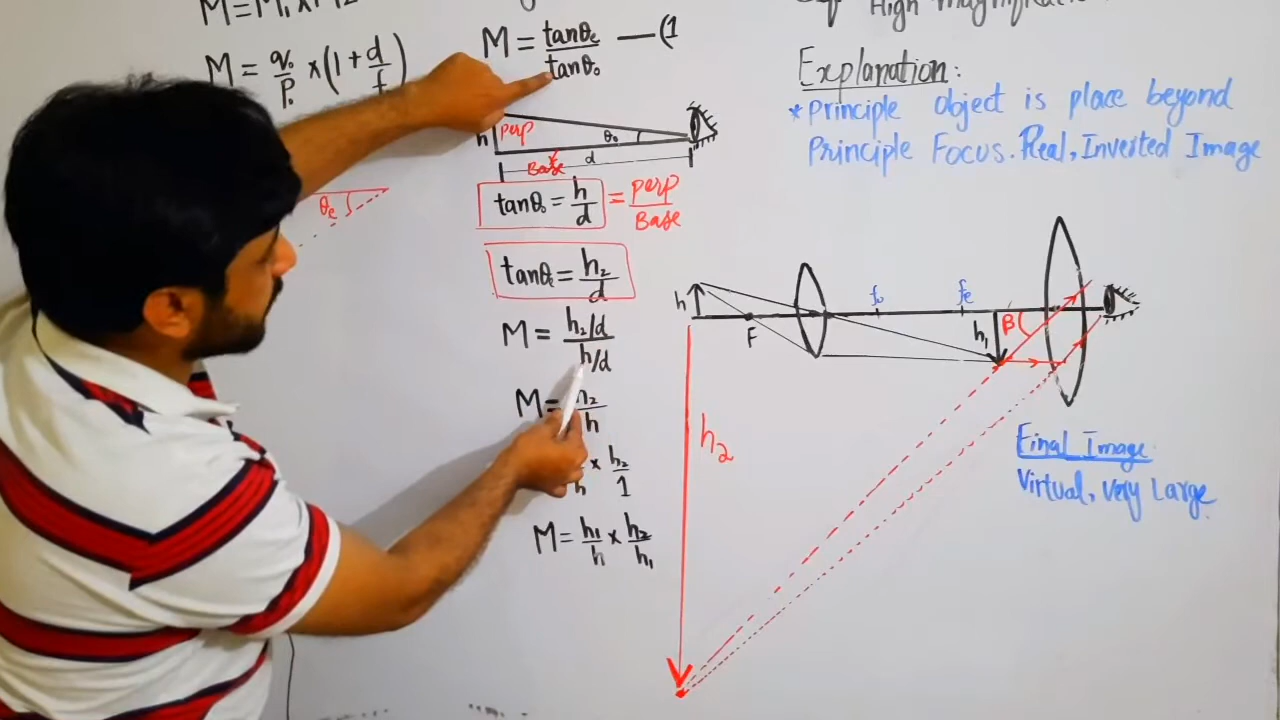 M=M₁×M₂
M = q₀/p₀ ×(1+d/f)
θe
M = tanθe/tanθ₀ —(1
h
perp
θ₀
Base
d
tanθ₀ = h/d = perp/Base
tanθe = h₂/d
M = h₂/d / h/d
M= h₂/h
× h₂/1
M= h₁/h × h₂/h₁
of High
Explanation:
*Principle object is place beyond
Principle Focus. Real, Inverted Image
h
F
f₀
fe
h₁
β
h₂
Final Image
Virtual, Very Large